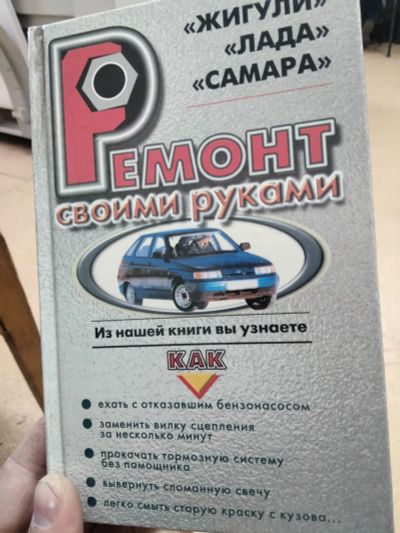 «ЖИГУЛИ»
«ЛАДА»
«САМАРА»
РЕМОНТ
СВОИМИ РУКАМИ
Из нашей книги вы узнаете
КАК
ехать с отказавшим бензонасосом
заменить вилку сцепления
за несколько минут
прокачать тормозную систему
без помощника
вывернуть сломанную свечу
легко смыть старую краску с кузова...